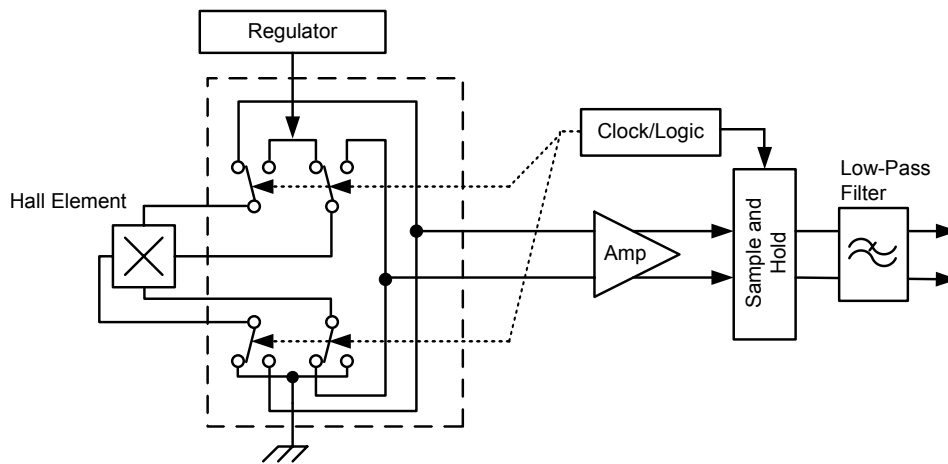 Regulator
Clock/Logic
Low-Pass
Filter
Hall Element
Amp
Sample and
Hold